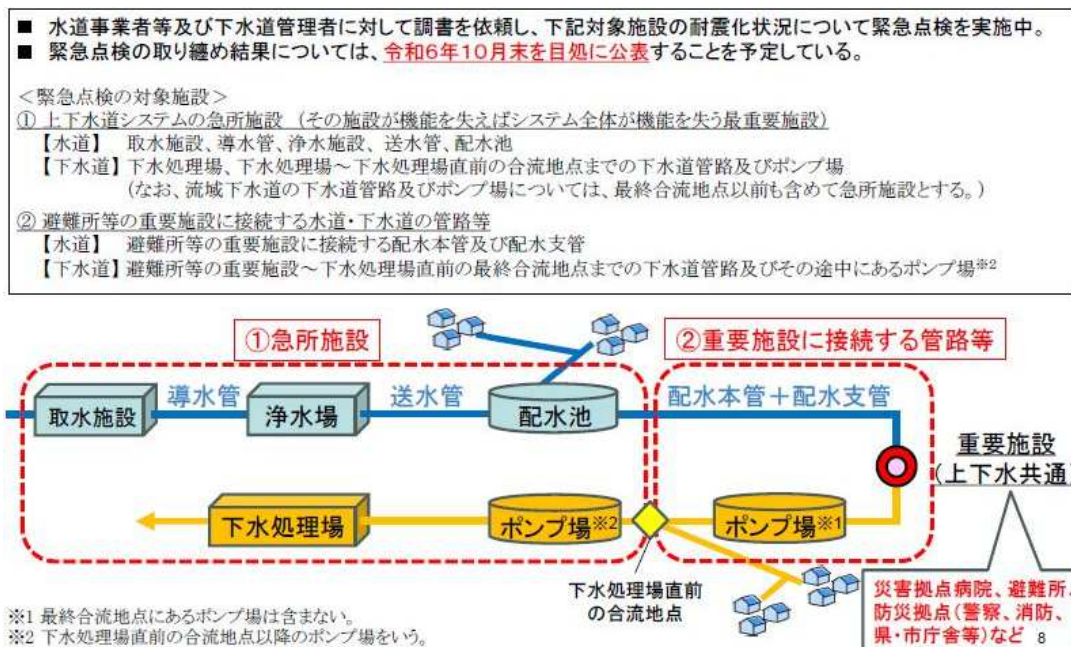 ■ 水道事業者等及び下水道管理者に対して調書を依頼し、下記対象施設の耐震化状況について緊急点検を実施中。
■ 緊急点検の取り纏め結果については、令和6年10月末を目処に公表することを予定している。
＜緊急点検の対象施設＞
① 上下水道システムの急所施設 （その施設が機能を失えばシステム全体が機能を失う最重要施設）
【水道】 取水施設、導水管、浄水施設、送水管、配水池
【下水道】下水処理場、下水処理場～下水処理場直前の合流地点までの下水道管路及びポンプ場
(なお、流域下水道の下水道管路及びポンプ場については、最終合流地点以前も含めて急所施設とする。)
② 避難所等の重要施設に接続する水道・下水道の管路等
【水道】 避難所等の重要施設に接続する配水本管及び配水支管
【下水道】避難所等の重要施設～下水処理場直前の最終合流地点までの下水道管路及びその途中にあるポンプ場※2
①急所施設
②重要施設に接続する管路等
取水施設
導水管
浄水場
送水管
配水池
配水本管＋配水支管
重要施設
(上下水共通)
下水処理場
ポンプ場※2
ポンプ場※1
下水処理場直前
の合流地点
災害拠点病院、避難所、
防災拠点(警察、消防、
県・市庁舎等)など
※1 最終合流地点にあるポンプ場は含まない。
※2 下水処理場直前の合流地点以降のポンプ場をいう。
8